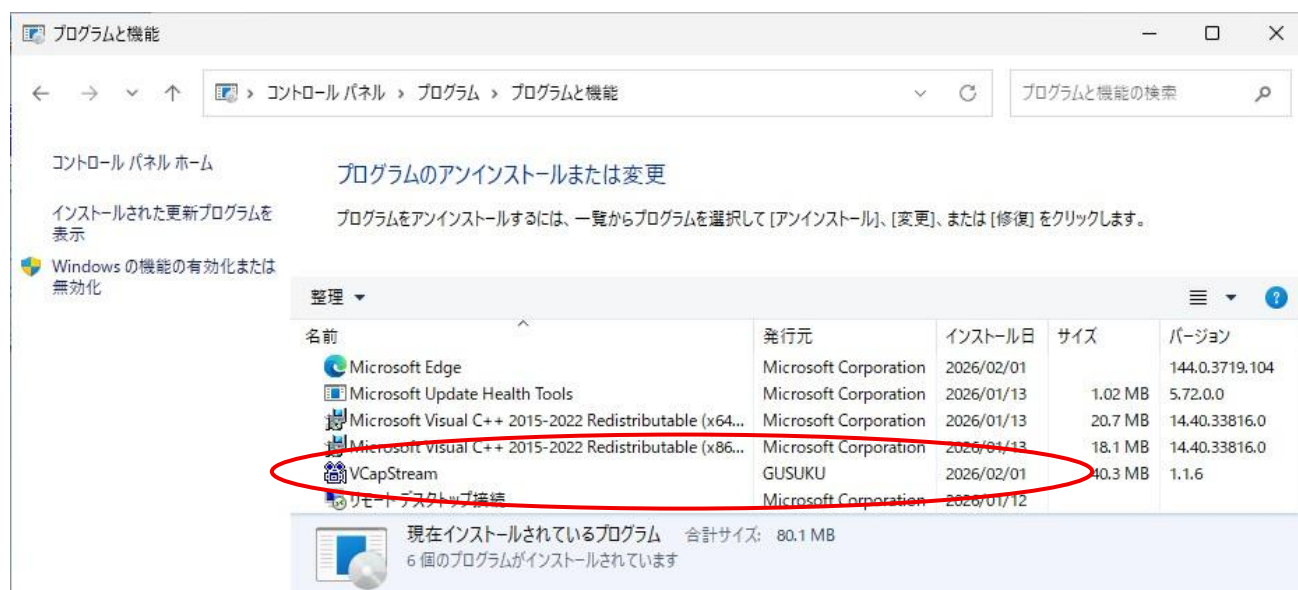 プログラムと機能
コントロール パネル › プログラム › プログラムと機能
プログラムと機能の検索
コントロール パネル ホーム
インストールされた更新プログラムを
表示
Windows の機能の有効化または
無効化
プログラムのアンインストールまたは変更
プログラムをアンインストールするには、一覧からプログラムを選択して [アンインストール]、[変更]、または [修復] をクリックします。
整理
名前 発行元 インストール日 サイズ バージョン
Microsoft Edge Microsoft Corporation 2026/02/01 144.0.3719.104
Microsoft Update Health Tools Microsoft Corporation 2026/01/13 1.02 MB 5.72.0.0
Microsoft Visual C++ 2015-2022 Redistributable (x64... Microsoft Corporation 2026/01/13 20.7 MB 14.40.33816.0
Microsoft Visual C++ 2015-2022 Redistributable (x86... Microsoft Corporation 2026/01/13 18.1 MB 14.40.33816.0
VCapStream GUSUKU 2026/02/01 40.3 MB 1.1.6
リモート デスクトップ接続 Microsoft Corporation 2026/01/12
現在インストールされているプログラム 合計サイズ: 80.1 MB
6 個のプログラムがインストールされています